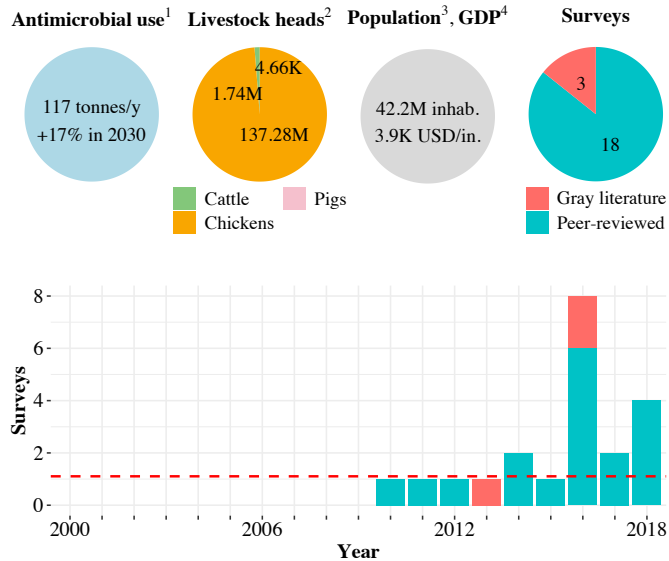 Antimicrobial use¹ Livestock heads² Population³, GDP⁴ Surveys
117 tonnes/y
+17% in 2030
4.66K
1.74M
137.28M
42.2M inhab.
3.9K USD/in.
3
18
Cattle
Pigs
Chickens
Gray literature
Peer-reviewed
8
6
4
2
0
Surveys
2000 2006 2012 2018
Year